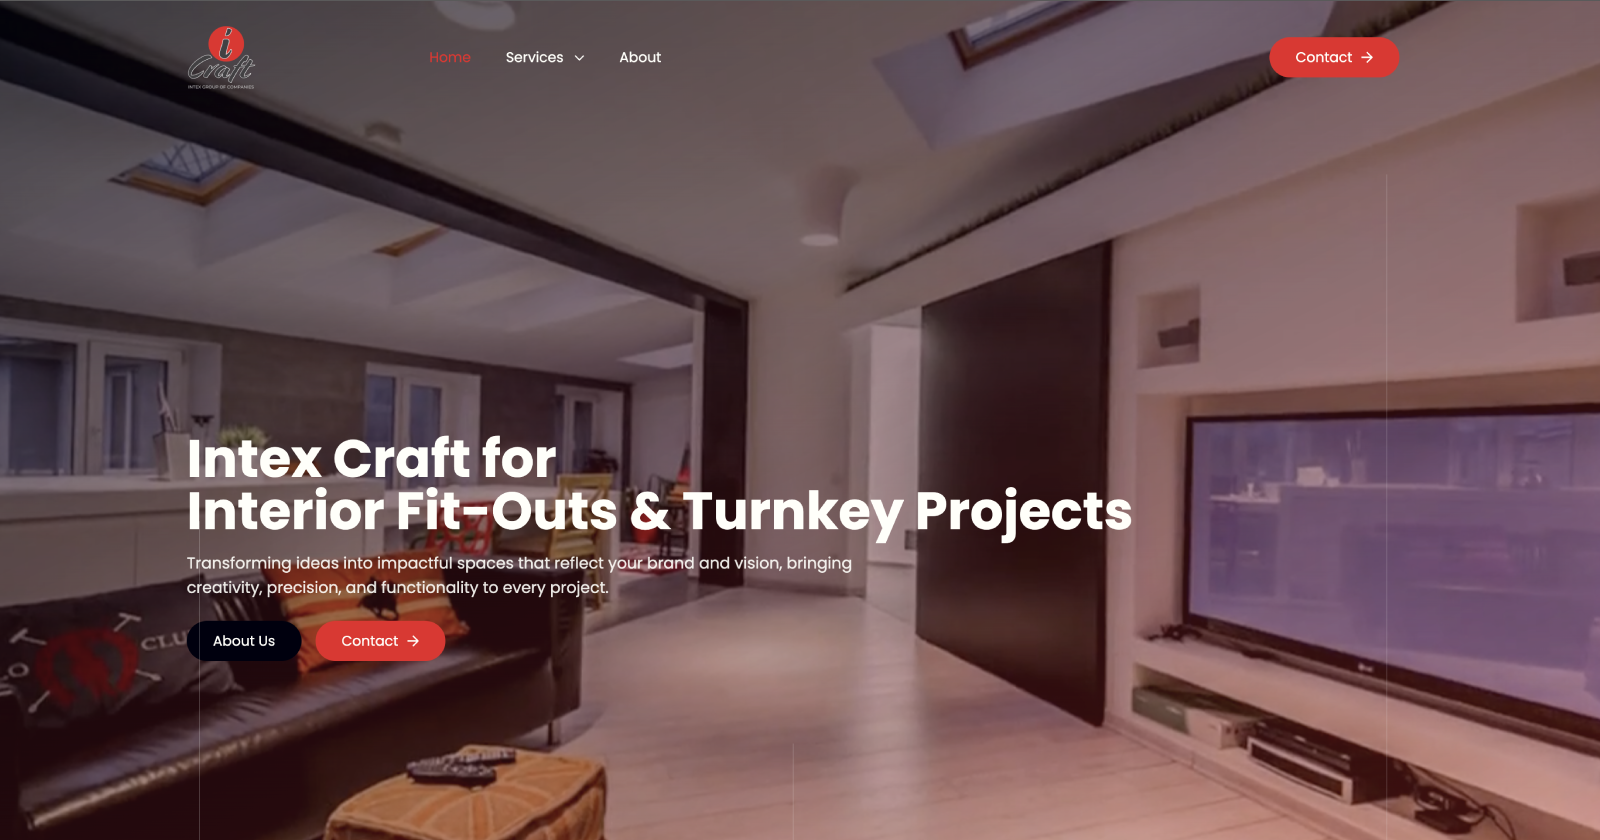 i
Craft
INTEX GROUP OF COMPANIES
Home
Services
About
Contact
Intex Craft for
Interior Fit-Outs & Turnkey Projects
Transforming ideas into impactful spaces that reflect your brand and vision, bringing
creativity, precision, and functionality to every project.
About Us
Contact
CLU
LG